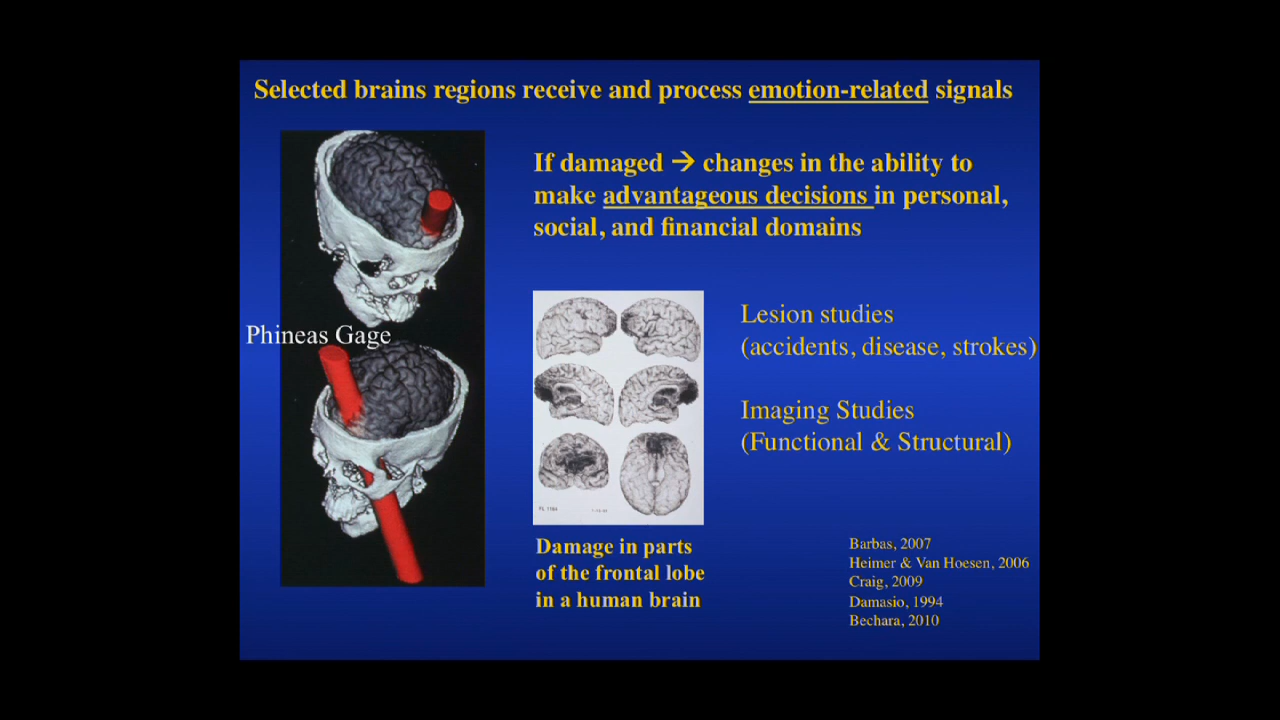 Selected brains regions receive and process emotion-related signals
If damaged → changes in the ability to
make advantageous decisions in personal,
social, and financial domains
Phineas Gage
Lesion studies
(accidents, disease, strokes)
Imaging Studies
(Functional & Structural)
Damage in parts
of the frontal lobe
in a human brain
Barbas, 2007
Heimer & Van Hoesen, 2006
Craig, 2009
Damasio, 1994
Bechara, 2010